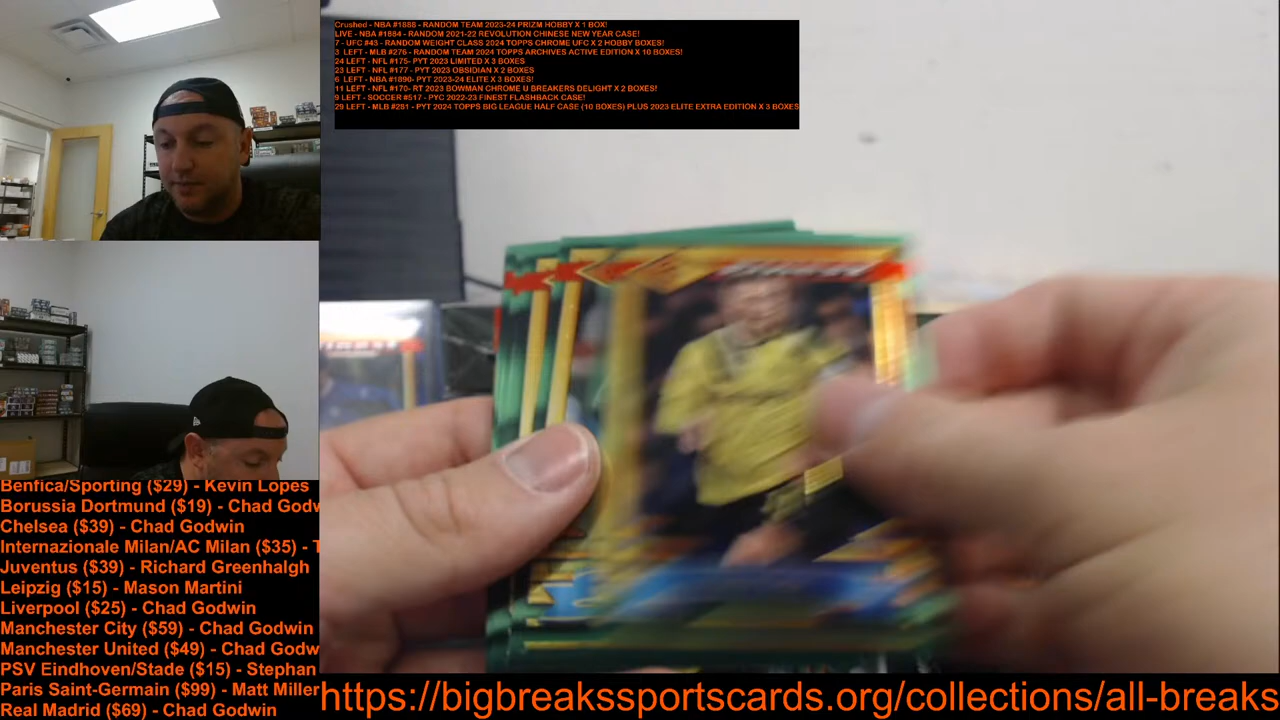 Crushed - NBA #1888 - RANDOM TEAM 2023-24 PRIZM HOBBY X 1 BOX!
LIVE - NBA #1884 - RANDOM 2021-22 REVOLUTION CHINESE NEW YEAR CASE!
7 - UFC #43 - RANDOM WEIGHT CLASS 2024 TOPPS CHROME UFC X 2 HOBBY BOXES!
3 LEFT - MLB #276 - RANDOM TEAM 2024 TOPPS ARCHIVES ACTIVE EDITION X 10 BOXES!
24 LEFT - NFL #175- PYT 2023 LIMITED X 3 BOXES
23 LEFT - NFL #177 - PYT 2023 OBSIDIAN X 2 BOXES
6 LEFT - NBA #1890- PYT 2023-24 ELITE X 3 BOXES!
11 LEFT - NFL #170- RT 2023 BOWMAN CHROME U BREAKERS DELIGHT X 2 BOXES!
9 LEFT - SOCCER #517 - PYC 2022-23 FINEST FLASHBACK CASE!
29 LEFT - MLB #281 - PYT 2024 TOPPS BIG LEAGUE HALF CASE (10 BOXES) PLUS 2023 ELITE EXTRA EDITION X 3 BOXES
Benfica/Sporting ($29) - Kevin Lopes
Borussia Dortmund ($19) - Chad Godw
Chelsea ($39) - Chad Godwin
Internazionale Milan/AC Milan ($35) - T
Juventus ($39) - Richard Greenhalgh
Leipzig ($15) - Mason Martini
Liverpool ($25) - Chad Godwin
Manchester City ($59) - Chad Godwin
Manchester United ($49) - Chad Godw
PSV Eindhoven/Stade ($15) - Stephan
Paris Saint-Germain ($99) - Matt Miller
Real Madrid ($69) - Chad Godwin
https://bigbreakssportscards.org/collections/all-breaks